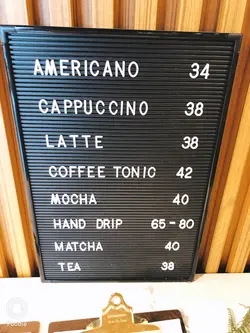 AMERICANO 34
CAPPUCCINO 38
LATTE 38
COFFEE TONIC 42
MOCHA 40
HAND DRIP 65-80
MATCHA 40
TEA 38
Foodie